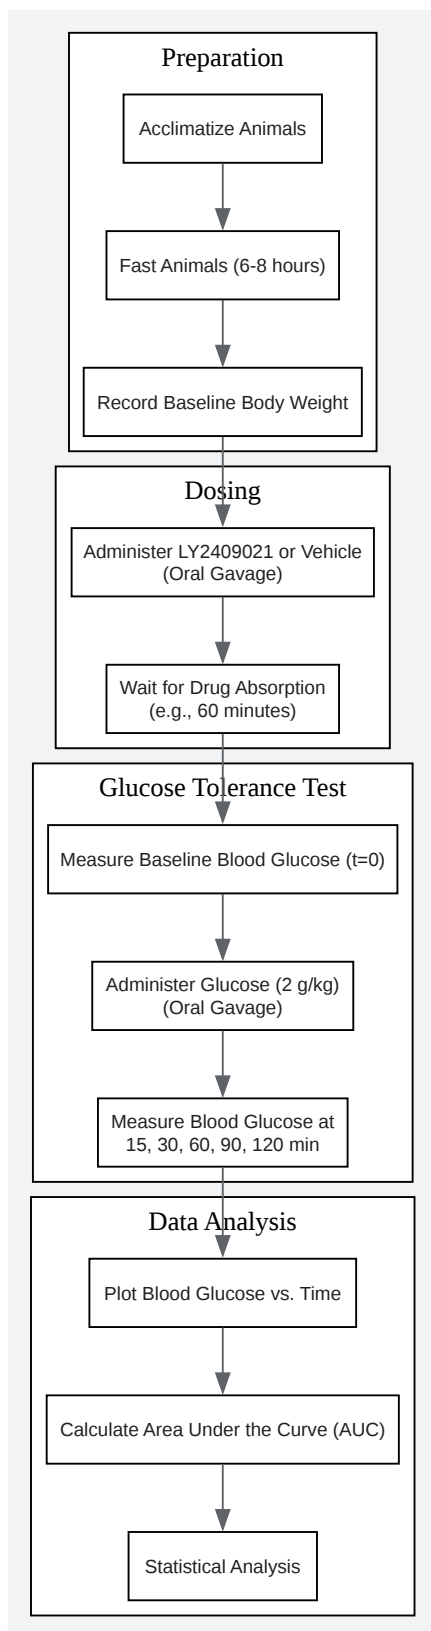 Preparation
Acclimatize Animals
Fast Animals (6-8 hours)
Record Baseline Body Weight
Dosing
Administer LY2409021 or Vehicle
(Oral Gavage)
Wait for Drug Absorption
(e.g., 60 minutes)
Glucose Tolerance Test
Measure Baseline Blood Glucose (t=0)
Administer Glucose (2 g/kg)
(Oral Gavage)
Measure Blood Glucose at
15, 30, 60, 90, 120 min
Data Analysis
Plot Blood Glucose vs. Time
Calculate Area Under the Curve (AUC)
Statistical Analysis